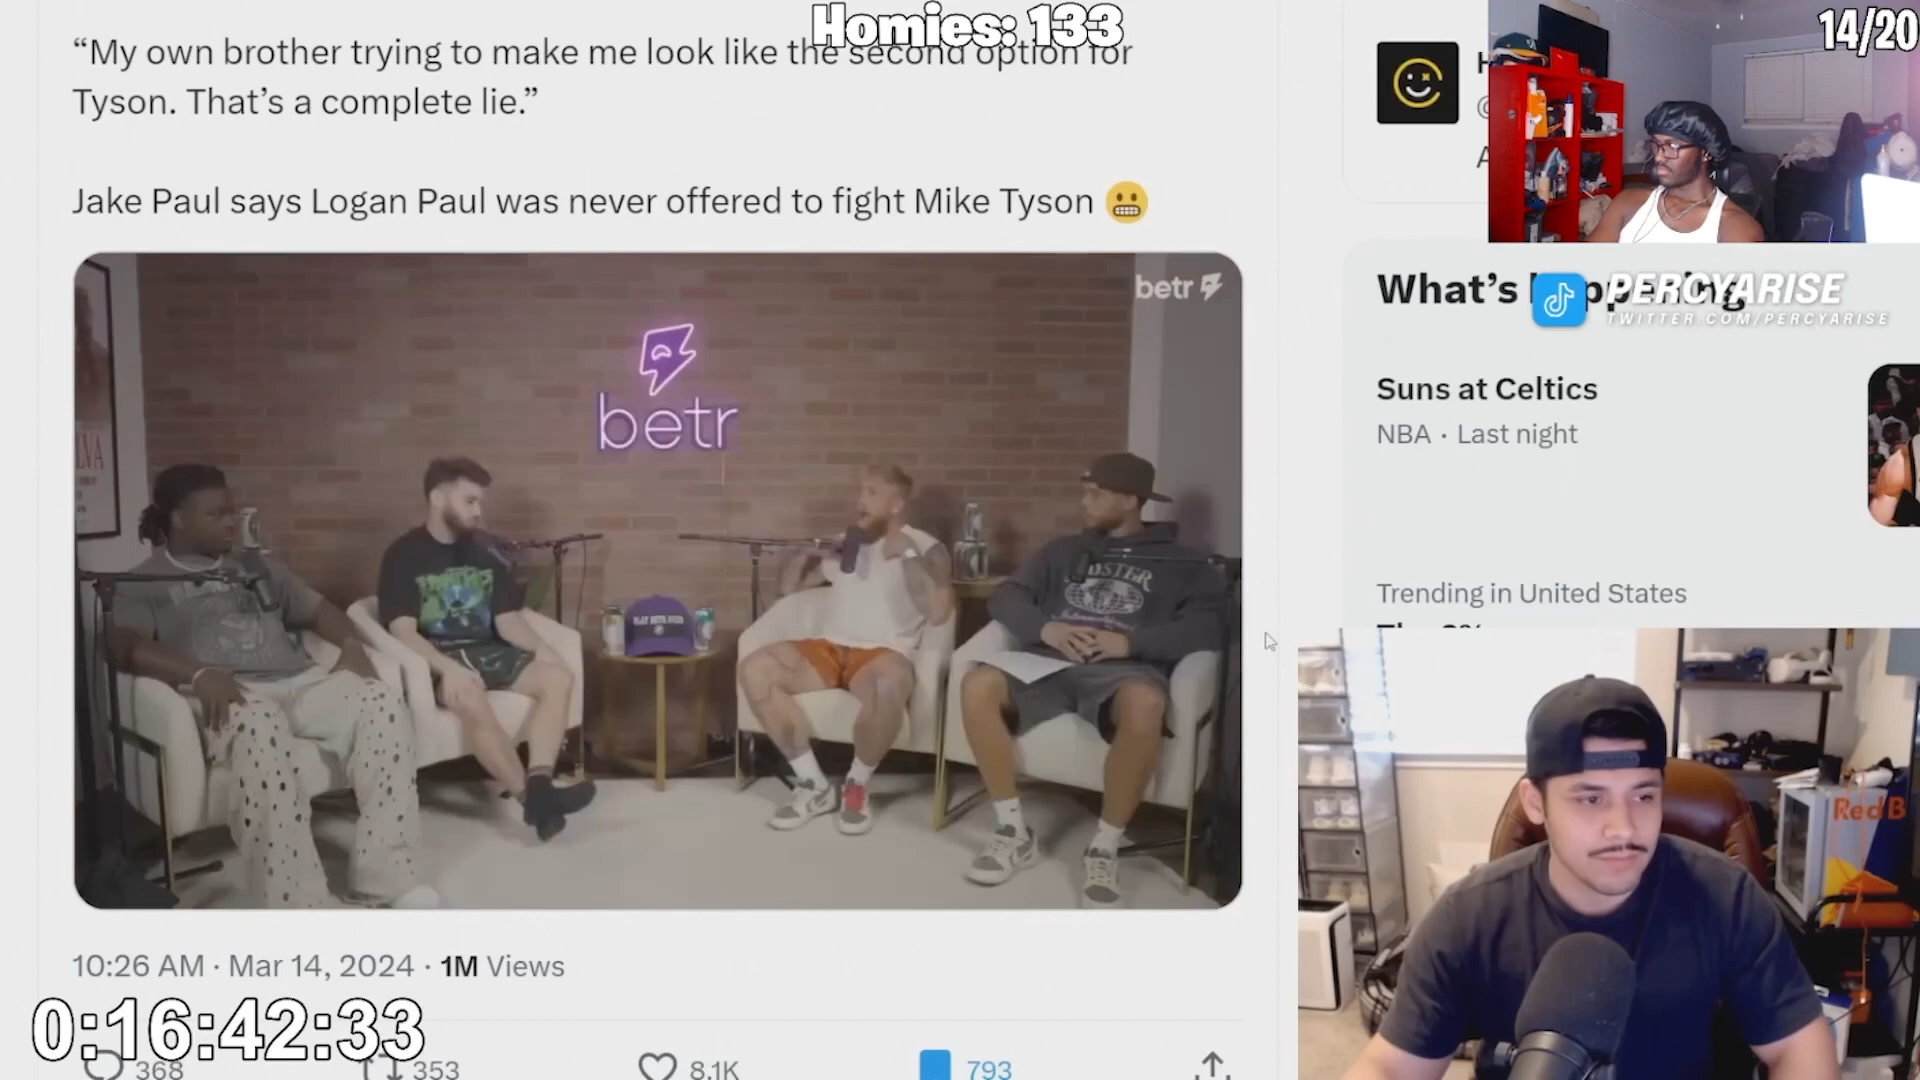 Homies: 133
14/20
“My own brother trying to make me look like the second option for
Tyson. That’s a complete lie.”
Jake Paul says Logan Paul was never offered to fight Mike Tyson 😬
betr
betr
What’s happening
PERCYARISE
TWITTER.COM/PERCYARISE
Suns at Celtics
NBA · Last night
Trending in United States
10:26 AM · Mar 14, 2024 · 1M Views
0:16:42:33
368
353
8.1K
793